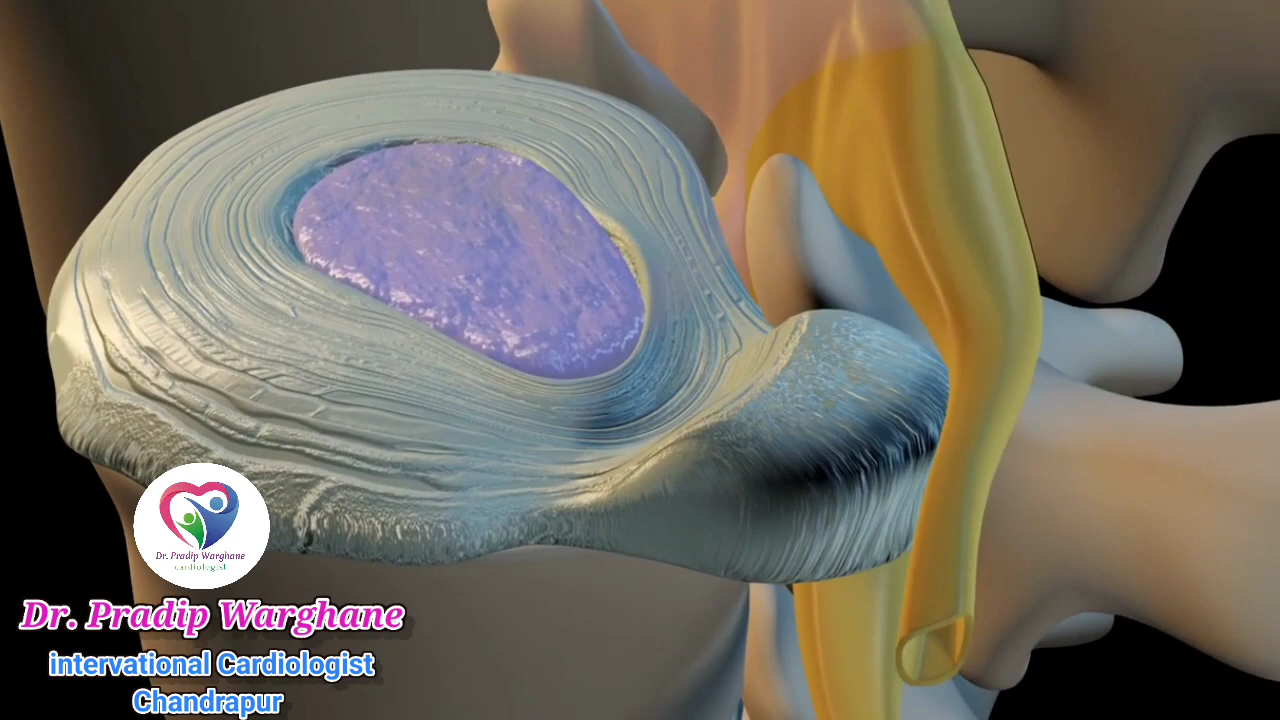 Dr. Pradip Warghane
cardiologist
Dr. Pradip Warghane
intervational Cardiologist
Chandrapur